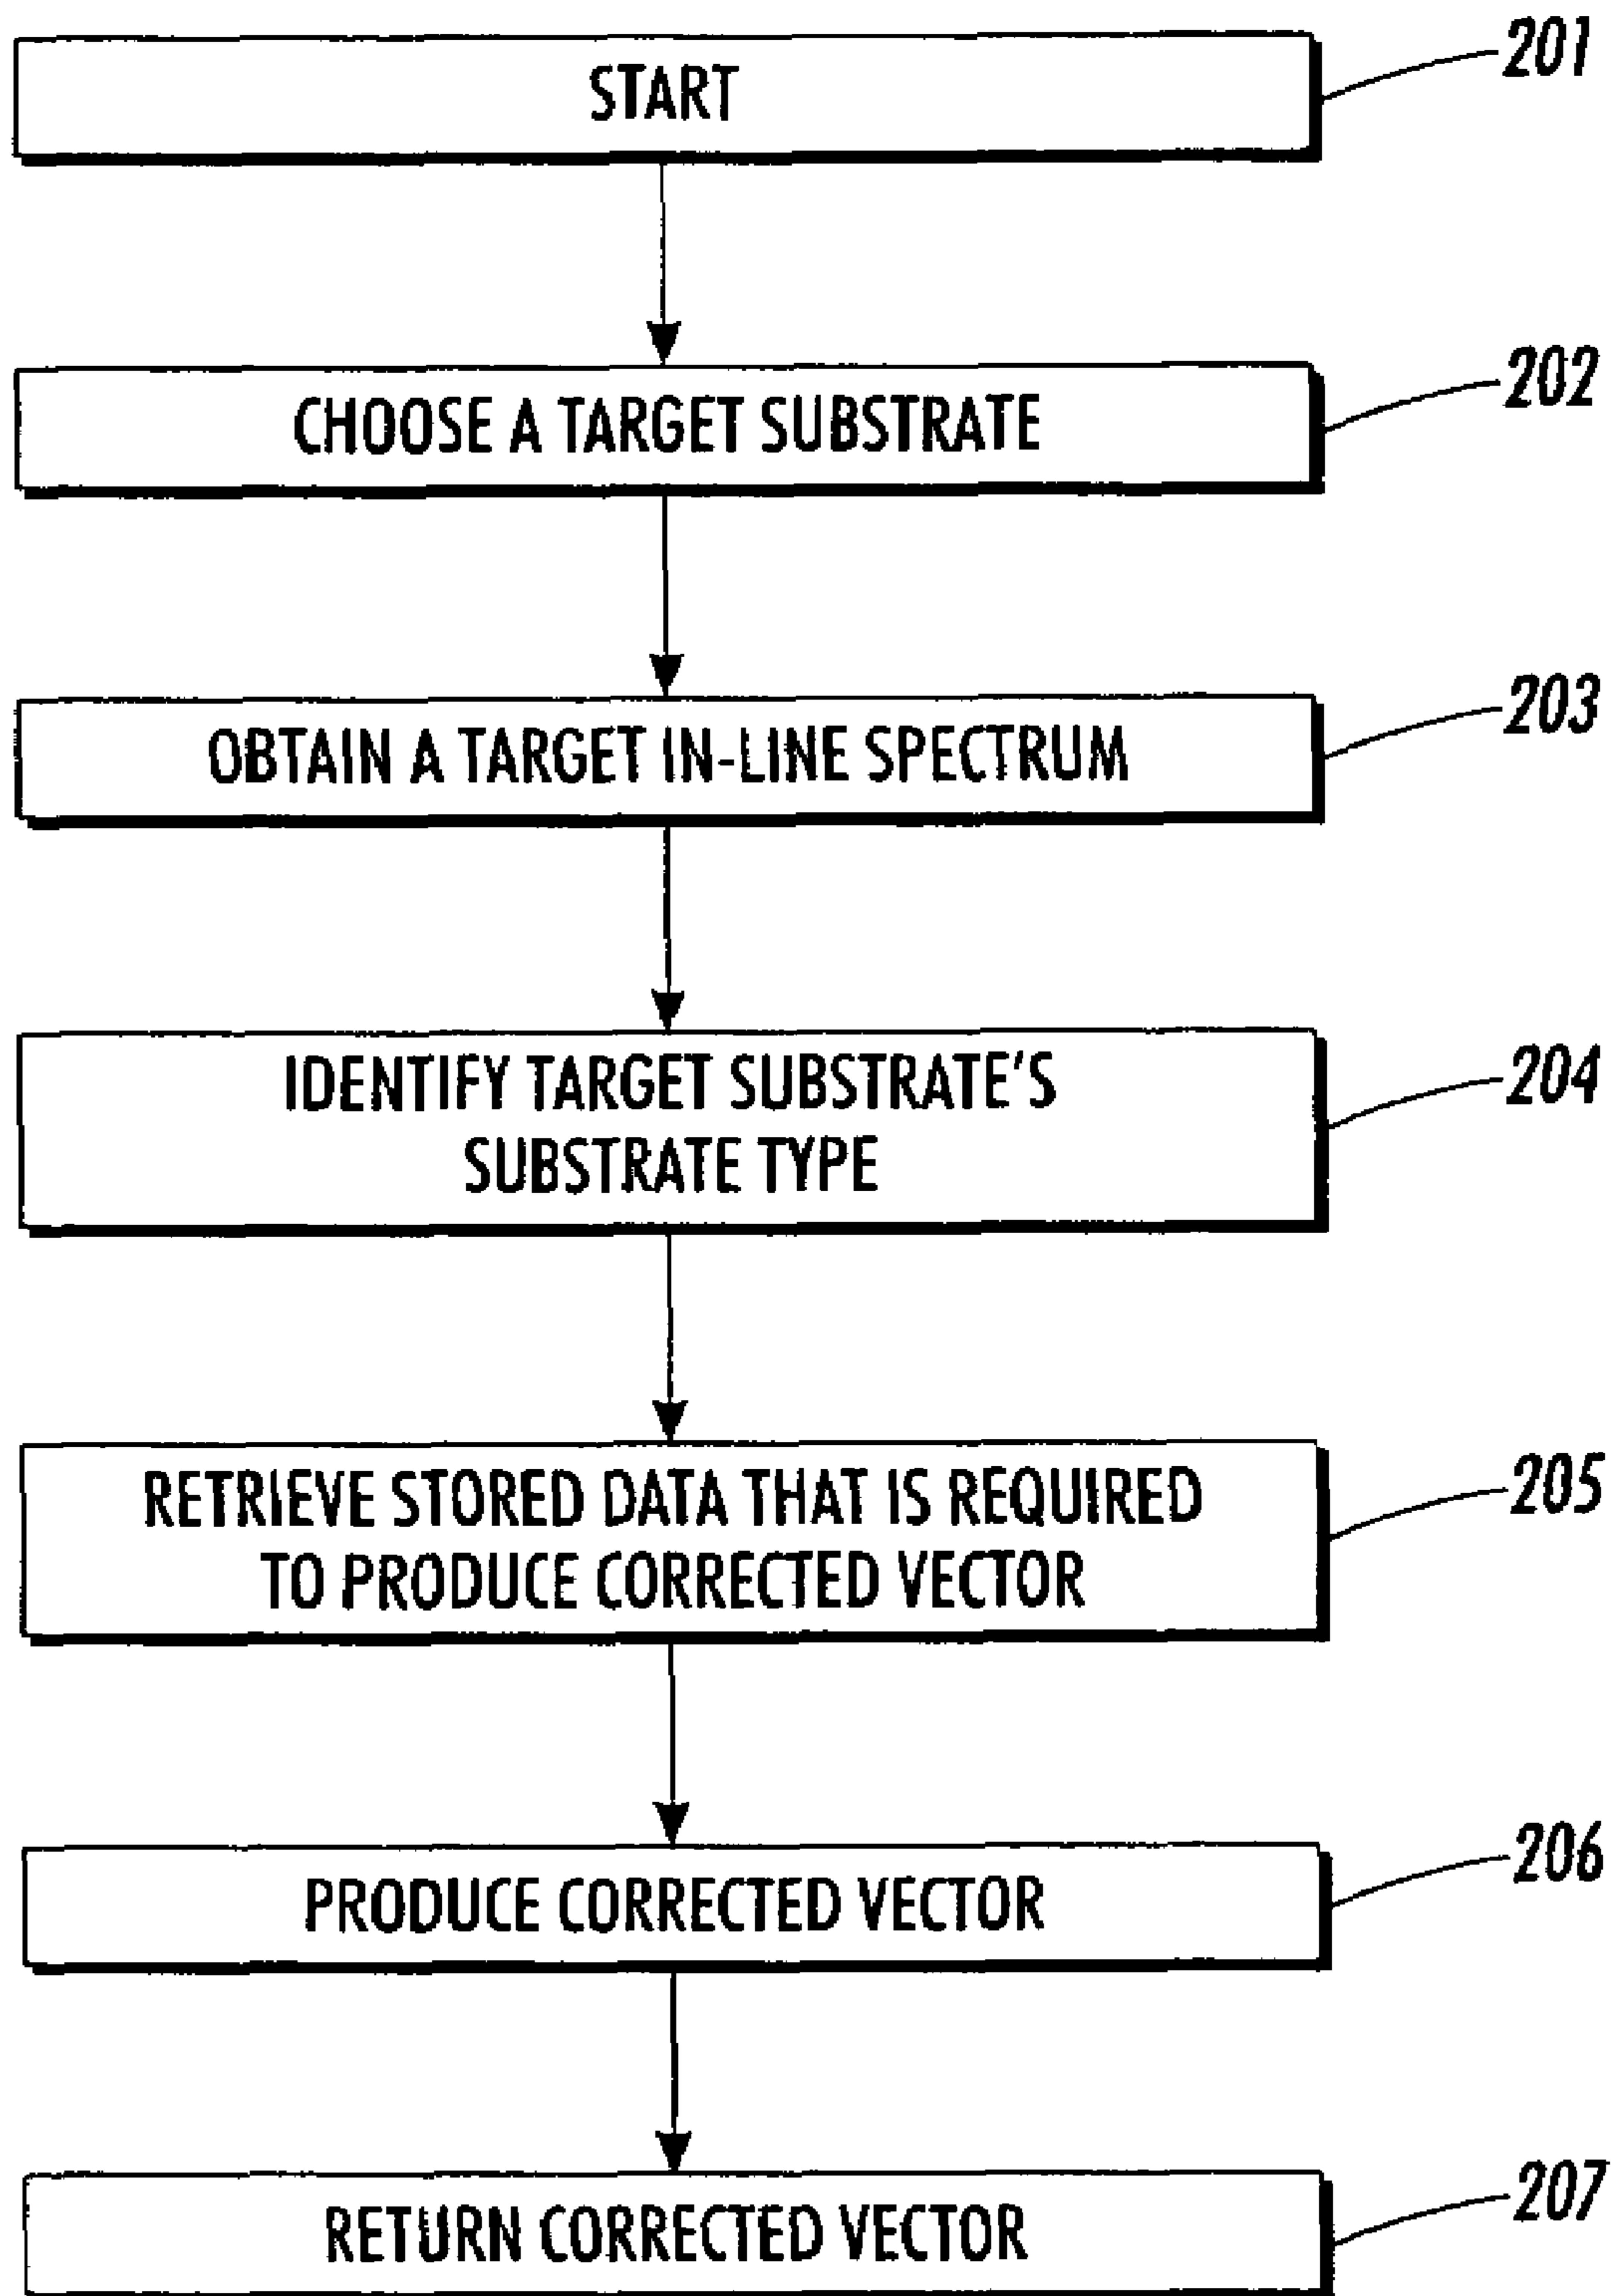 START
201
CHOOSE A TARGET SUBSTRATE
202
OBTAIN A TARGET IN-LINE SPECTRUM
203
IDENTIFY TARGET SUBSTRATE'S
SUBSTRATE TYPE
204
RETRIEVE STORED DATA THAT IS REQUIRED
TO PRODUCE CORRECTED VECTOR
205
PRODUCE CORRECTED VECTOR
206
RETURN CORRECTED VECTOR
207